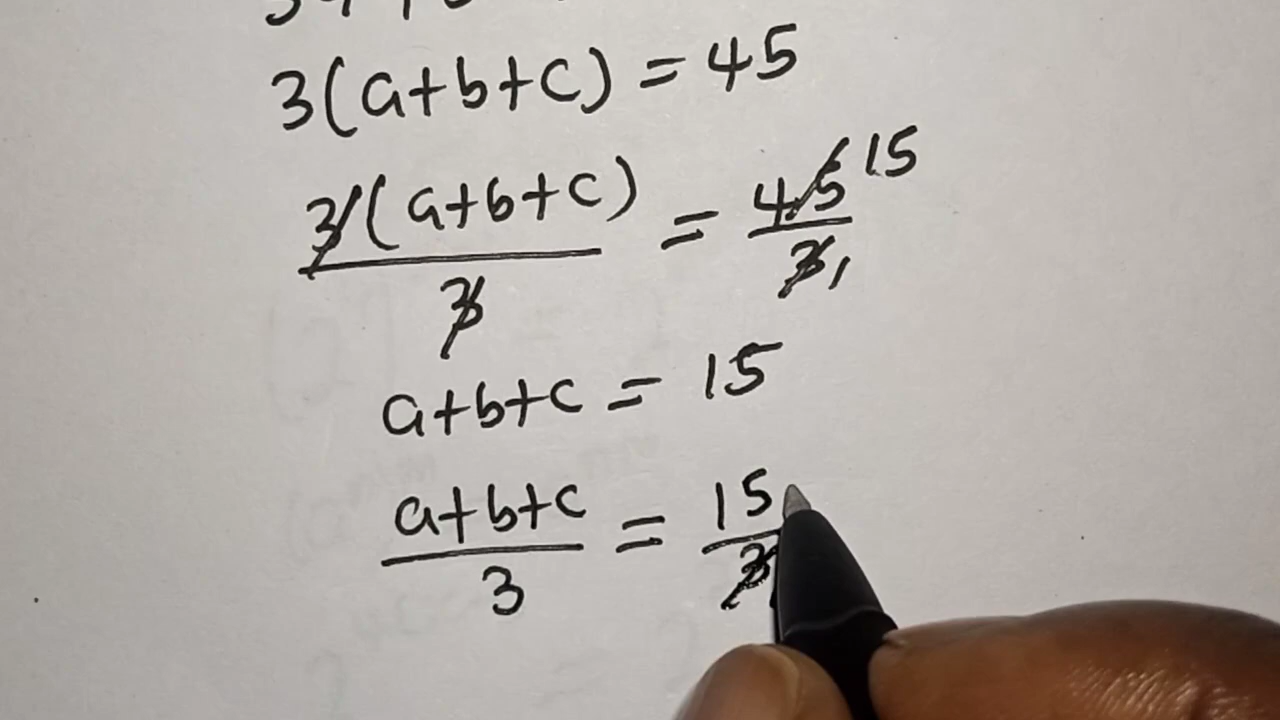 3(a+b+c) = 45
3(a+b+c)/3 = 45/3 15 1
a+b+c = 15
a+b+c/3 = 15/3